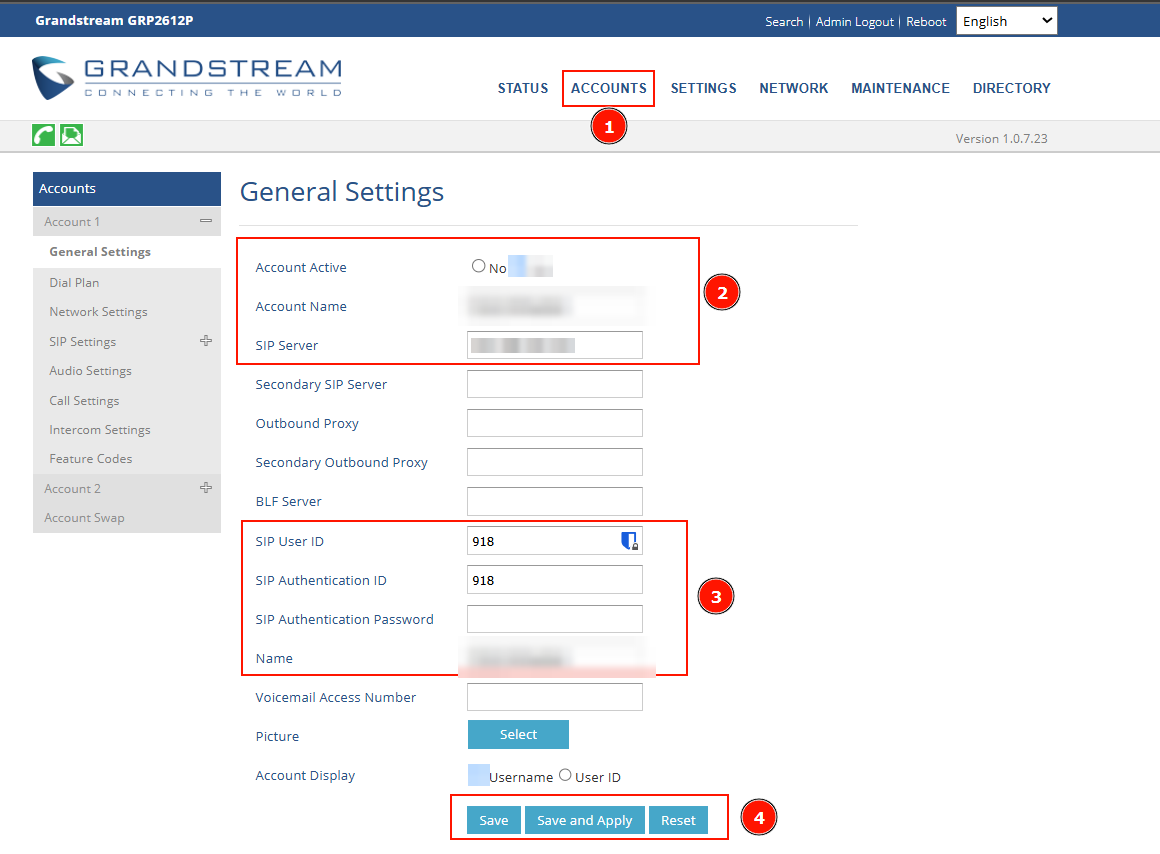 Grandstream GRP2612P
Search | Admin Logout | Reboot English
GRANDSTREAM
CONNECTING THE WORLD
STATUS ACCOUNTS SETTINGS NETWORK MAINTENANCE DIRECTORY
1
Version 1.0.7.23
Accounts
Account 1
General Settings
Dial Plan
Network Settings
SIP Settings
Audio Settings
Call Settings
Intercom Settings
Feature Codes
Account 2
Account Swap
General Settings
Account Active No
2
Account Name
SIP Server
Secondary SIP Server
Outbound Proxy
Secondary Outbound Proxy
BLF Server
SIP User ID 918
SIP Authentication ID 918
3
SIP Authentication Password
Name
Voicemail Access Number
Picture Select
Account Display Username User ID
Save Save and Apply Reset
4